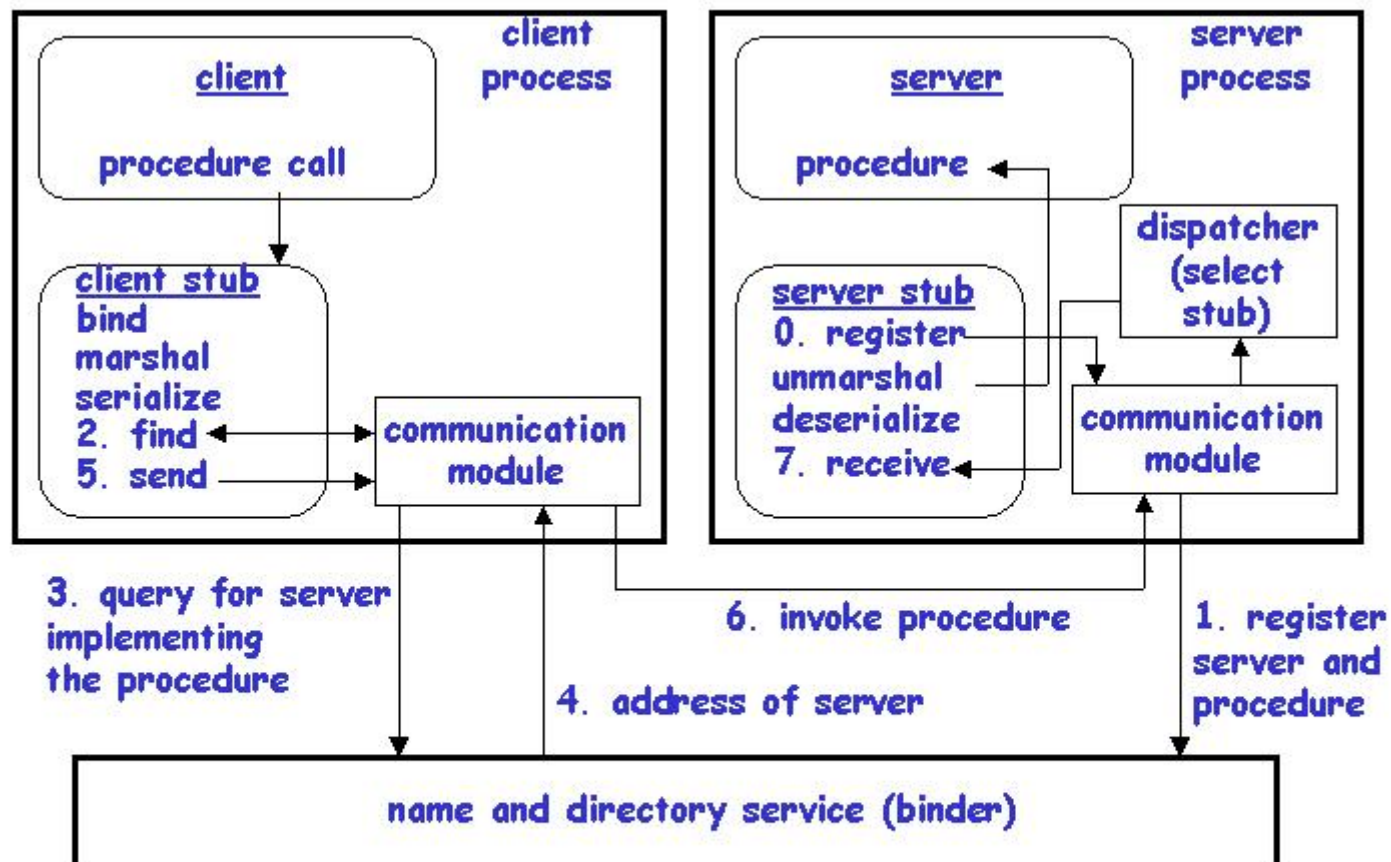 client
process
client
procedure call
client stub
bind
marshal
serialize
2. find
5. send
communication
module
server
process
server
procedure
dispatcher
(select
stub)
server stub
0. register
unmarshal
deserialize
7. receive
communication
module
3. query for server
implementing
the procedure
4. address of server
6. invoke procedure
1. register
server and
procedure
name and directory service (binder)